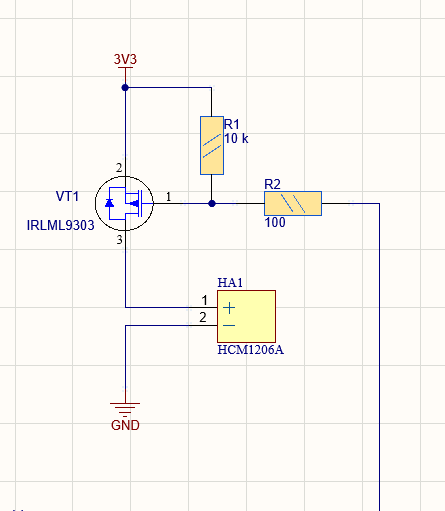 3V3
R1
10 k
2
VT1
1
R2
IRLML9303
100
3
HA1
1
+
2
−
HCM1206A
GND